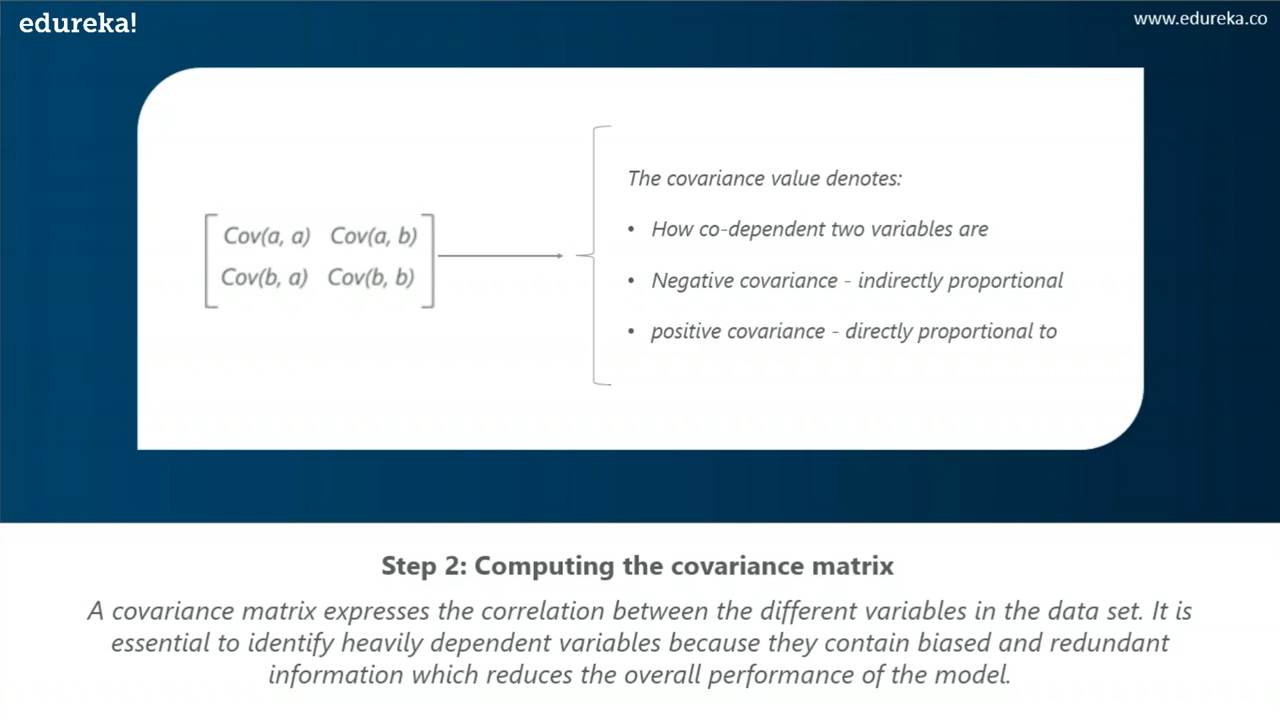 edureka!
www.edureka.co
Cov(a, a) Cov(a, b)
Cov(b, a) Cov(b, b)
The covariance value denotes:
• How co-dependent two variables are
• Negative covariance - indirectly proportional
• positive covariance - directly proportional to
Step 2: Computing the covariance matrix
A covariance matrix expresses the correlation between the different variables in the data set. It is
essential to identify heavily dependent variables because they contain biased and redundant
information which reduces the overall performance of the model.